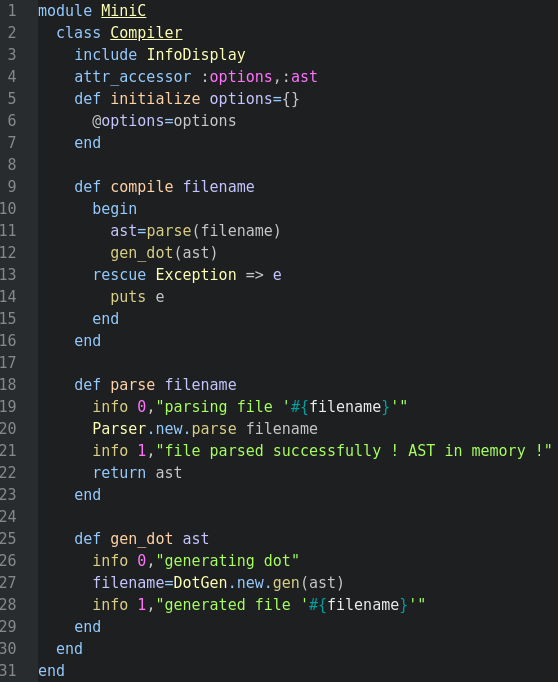 1 module MiniC
2   class Compiler
3     include InfoDisplay
4     attr_accessor :options,:ast
5     def initialize options={}
6       @options=options
7     end
8
9     def compile filename
10       begin
11         ast=parse(filename)
12         gen_dot(ast)
13       rescue Exception => e
14         puts e
15       end
16     end
17
18     def parse filename
19       info 0,"parsing file '#{filename}'"
20       Parser.new.parse filename
21       info 1,"file parsed successfully ! AST in memory !"
22       return ast
23     end
24
25     def gen_dot ast
26       info 0,"generating dot"
27       filename=DotGen.new.gen(ast)
28       info 1,"generated file '#{filename}'"
29     end
30   end
31 end